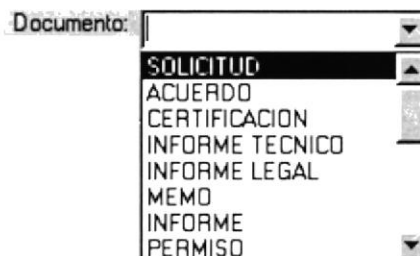 Documento:
SOLICITUD
ACUERDO
CERTIFICACION
INFORME TECNICO
INFORME LEGAL
MEMO
INFORME
PERMISO